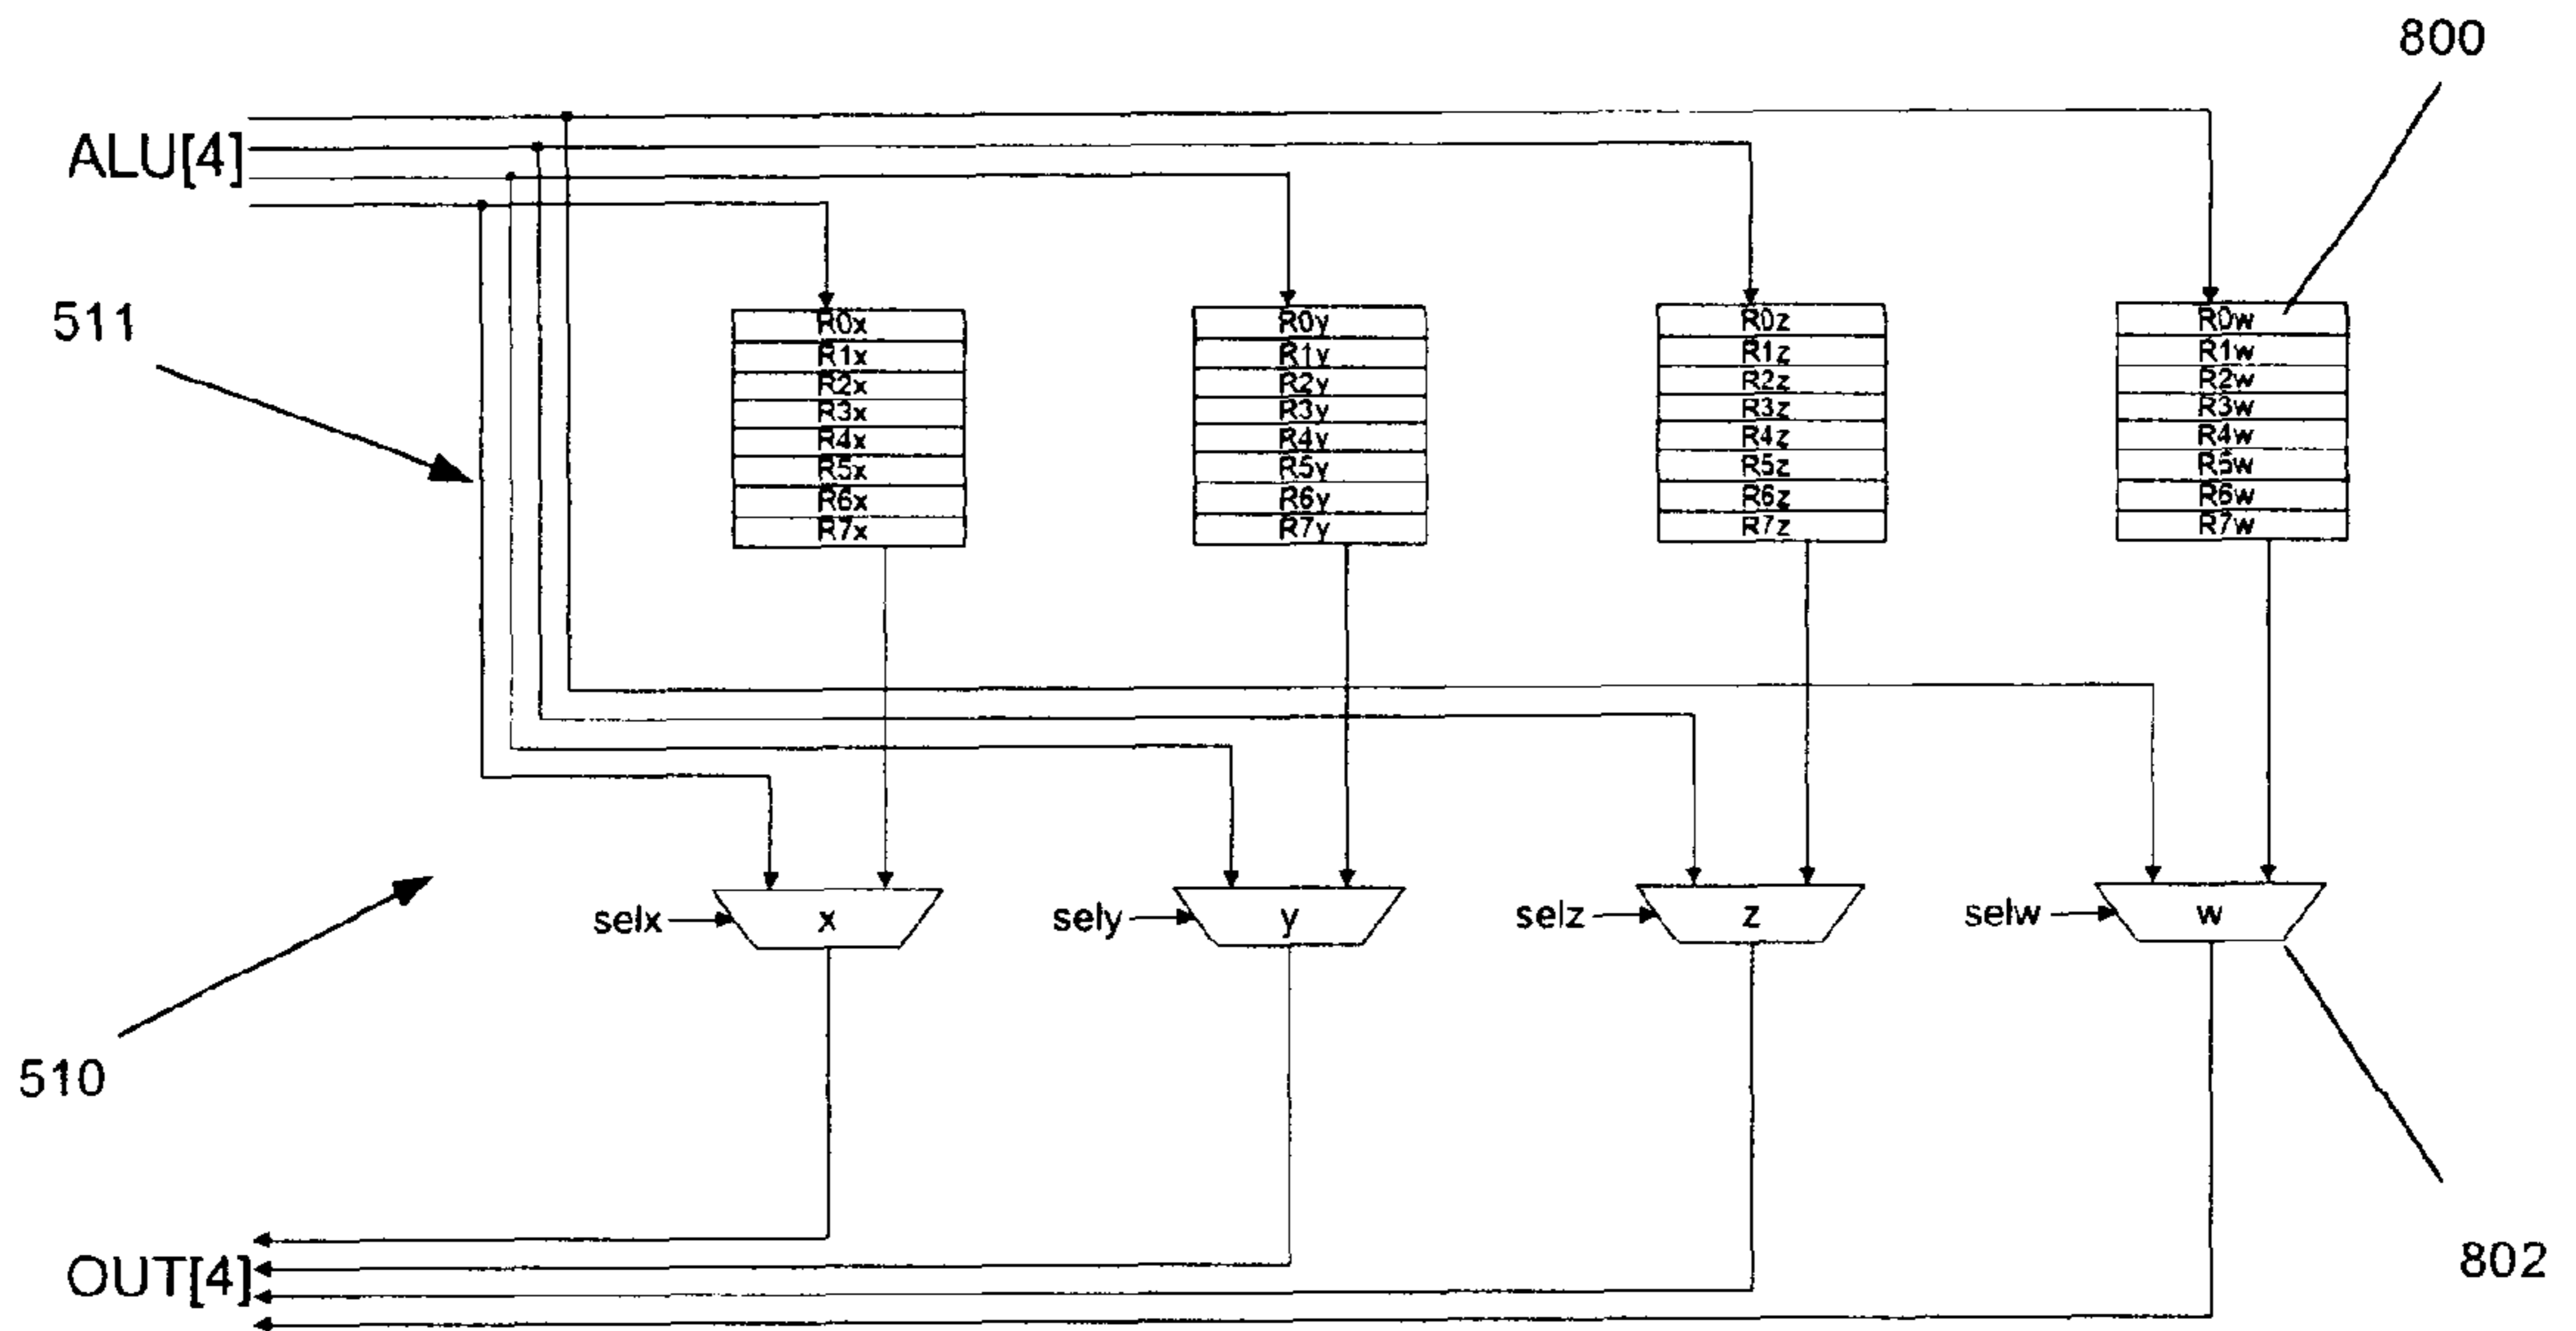 800
ALU[4]
511
R0x R0y R0z R0w
R1x R1y R1z R1w
R2x R2y R2z R2w
R3x R3y R3z R3w
R4x R4y R4z R4w
R5x R5y R5z R5w
R6x R6y R6z R6w
R7x R7y R7z R7w
selx x sely y selz z selw w
510
OUT[4]
802